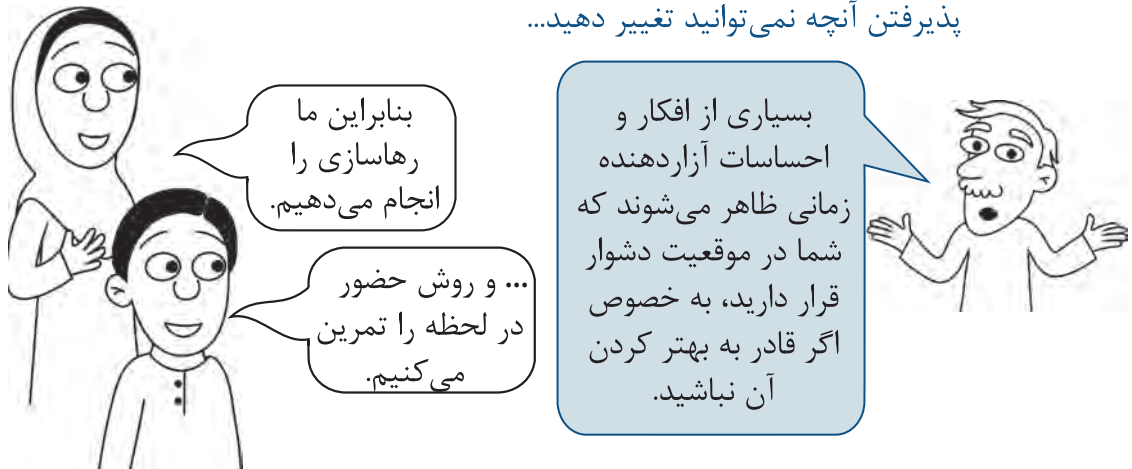 پذیرفتن آنچه نمی‌توانید تغییر دهید...
بسیاری از افکار و
احساسات آزاردهنده
زمانی ظاهر می‌شوند که
شما در موقعیت دشوار
قرار دارید، به خصوص
اگر قادر به بهتر کردن
آن نباشید.
بنابراین ما
رهاسازی را
انجام می‌دهیم.
... و روش حضور
در لحظه را تمرین
می‌کنیم.